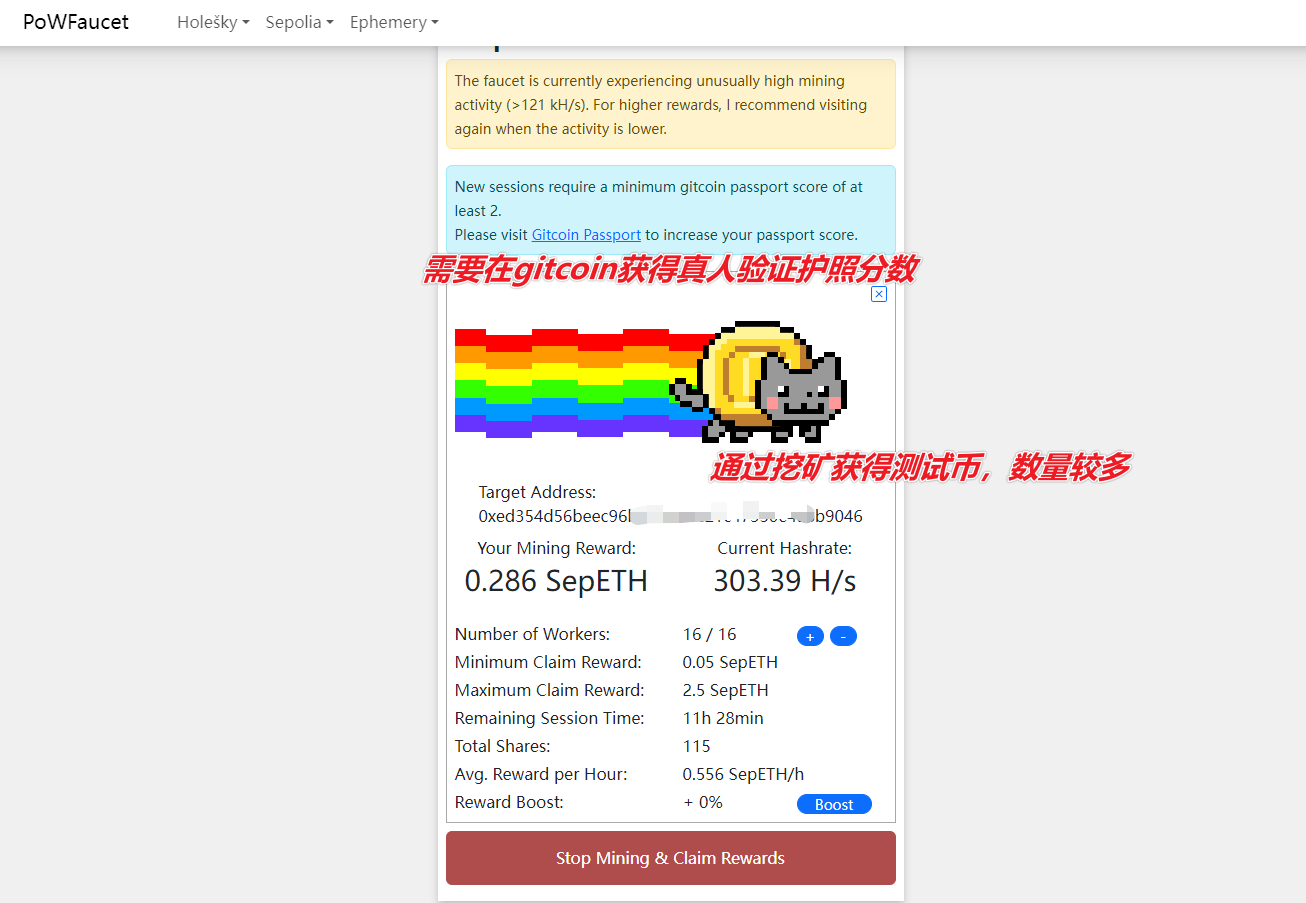 PoWFaucet Holešky Sepolia Ephemery
The faucet is currently experiencing unusually high mining
activity (>121 kH/s). For higher rewards, I recommend visiting
again when the activity is lower.
New sessions require a minimum gitcoin passport score of at
least 2.
Please visit Gitcoin Passport to increase your passport score.
需要在gitcoin获得真人验证护照分数
通过挖矿获得测试币，数量较多
Target Address:
0xed354d56beec96 b9046
Your Mining Reward: Current Hashrate:
0.286 SepETH 303.39 H/s
Number of Workers: 16 / 16 + -
Minimum Claim Reward: 0.05 SepETH
Maximum Claim Reward: 2.5 SepETH
Remaining Session Time: 11h 28min
Total Shares: 115
Avg. Reward per Hour: 0.556 SepETH/h
Reward Boost: + 0% Boost
Stop Mining & Claim Rewards